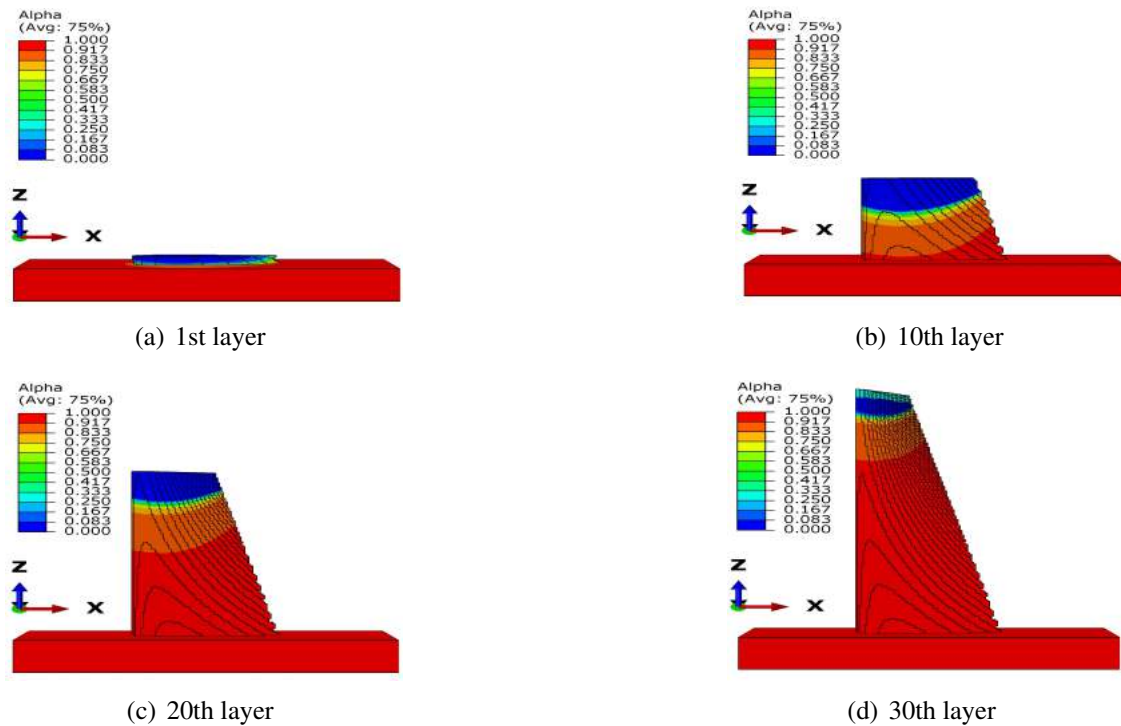 Alpha
(Avg: 75%)
1.000
0.917
0.833
0.750
0.667
0.583
0.500
0.417
0.333
0.250
0.167
0.083
0.000
Z
X
(a) 1st layer
Alpha
(Avg: 75%)
1.000
0.917
0.833
0.750
0.667
0.583
0.500
0.417
0.333
0.250
0.167
0.083
0.000
Z
X
(b) 10th layer
Alpha
(Avg: 75%)
1.000
0.917
0.833
0.750
0.667
0.583
0.500
0.417
0.333
0.250
0.167
0.083
0.000
Z
X
(c) 20th layer
Alpha
(Avg: 75%)
1.000
0.917
0.833
0.750
0.667
0.583
0.500
0.417
0.333
0.250
0.167
0.083
0.000
Z
X
(d) 30th layer